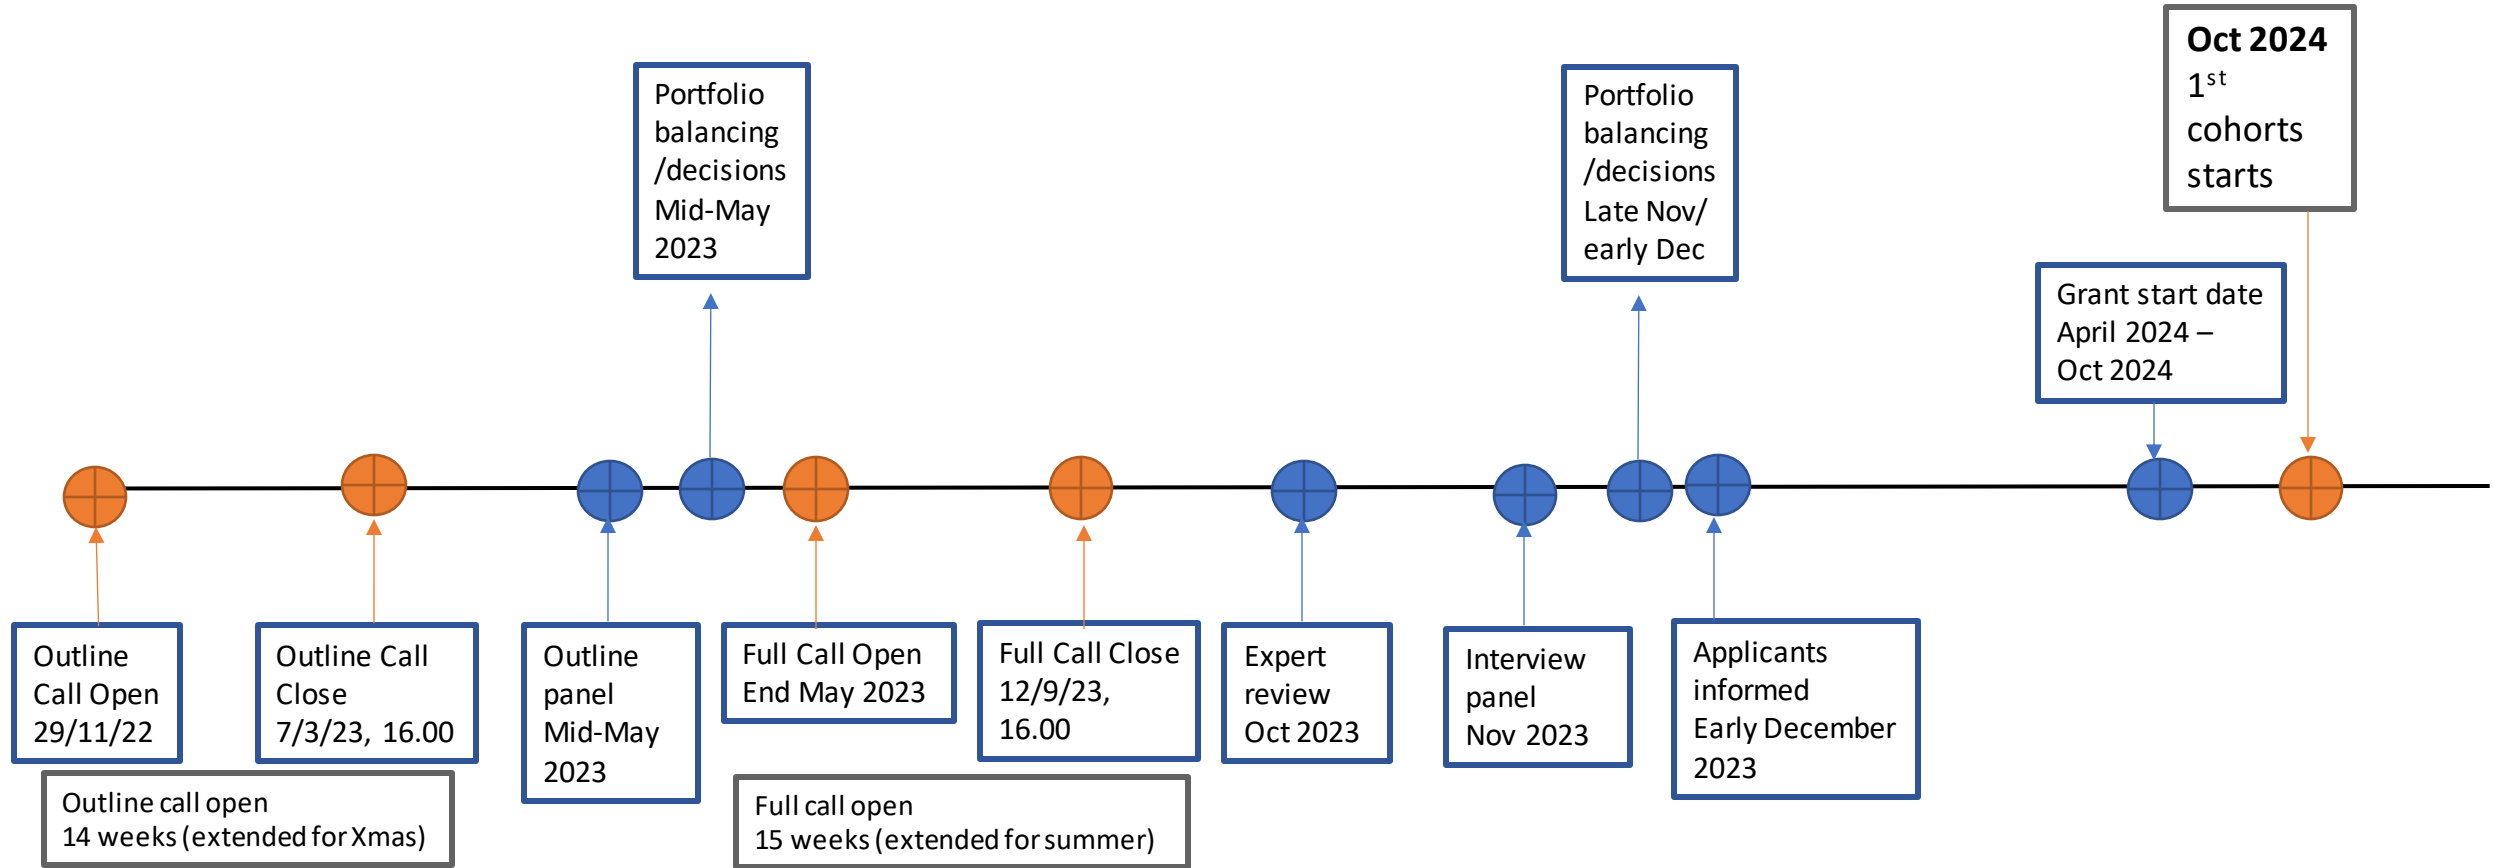 Oct 2024
1st
cohorts
starts
Portfolio
balancing
/decisions
Mid-May
2023
Portfolio
balancing
/decisions
Late Nov/
early Dec
Grant start date
April 2024 –
Oct 2024
Outline
Call Open
29/11/22
Outline Call
Close
7/3/23, 16.00
Outline
panel
Mid-May
2023
Full Call Open
End May 2023
Full Call Close
12/9/23,
16.00
Expert
review
Oct 2023
Interview
panel
Nov 2023
Applicants
informed
Early December
2023
Outline call open
14 weeks (extended for Xmas)
Full call open
15 weeks (extended for summer)